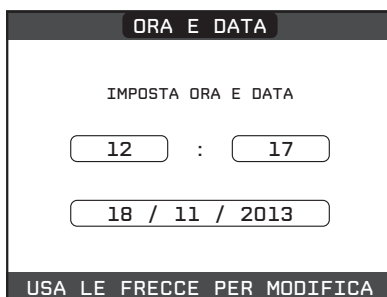 ORA E DATA
IMPOSTA ORA E DATA
12 : 17
18 / 11 / 2013
USA LE FRECCE PER MODIFICA